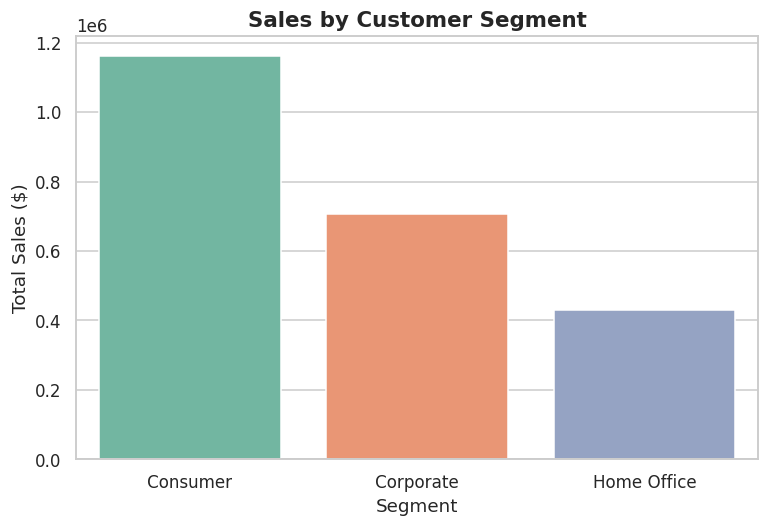 Sales by Customer Segment
1e6
1.2
1.0
0.8
0.6
0.4
0.2
0.0
Total Sales ($)
Consumer
Corporate
Home Office
Segment